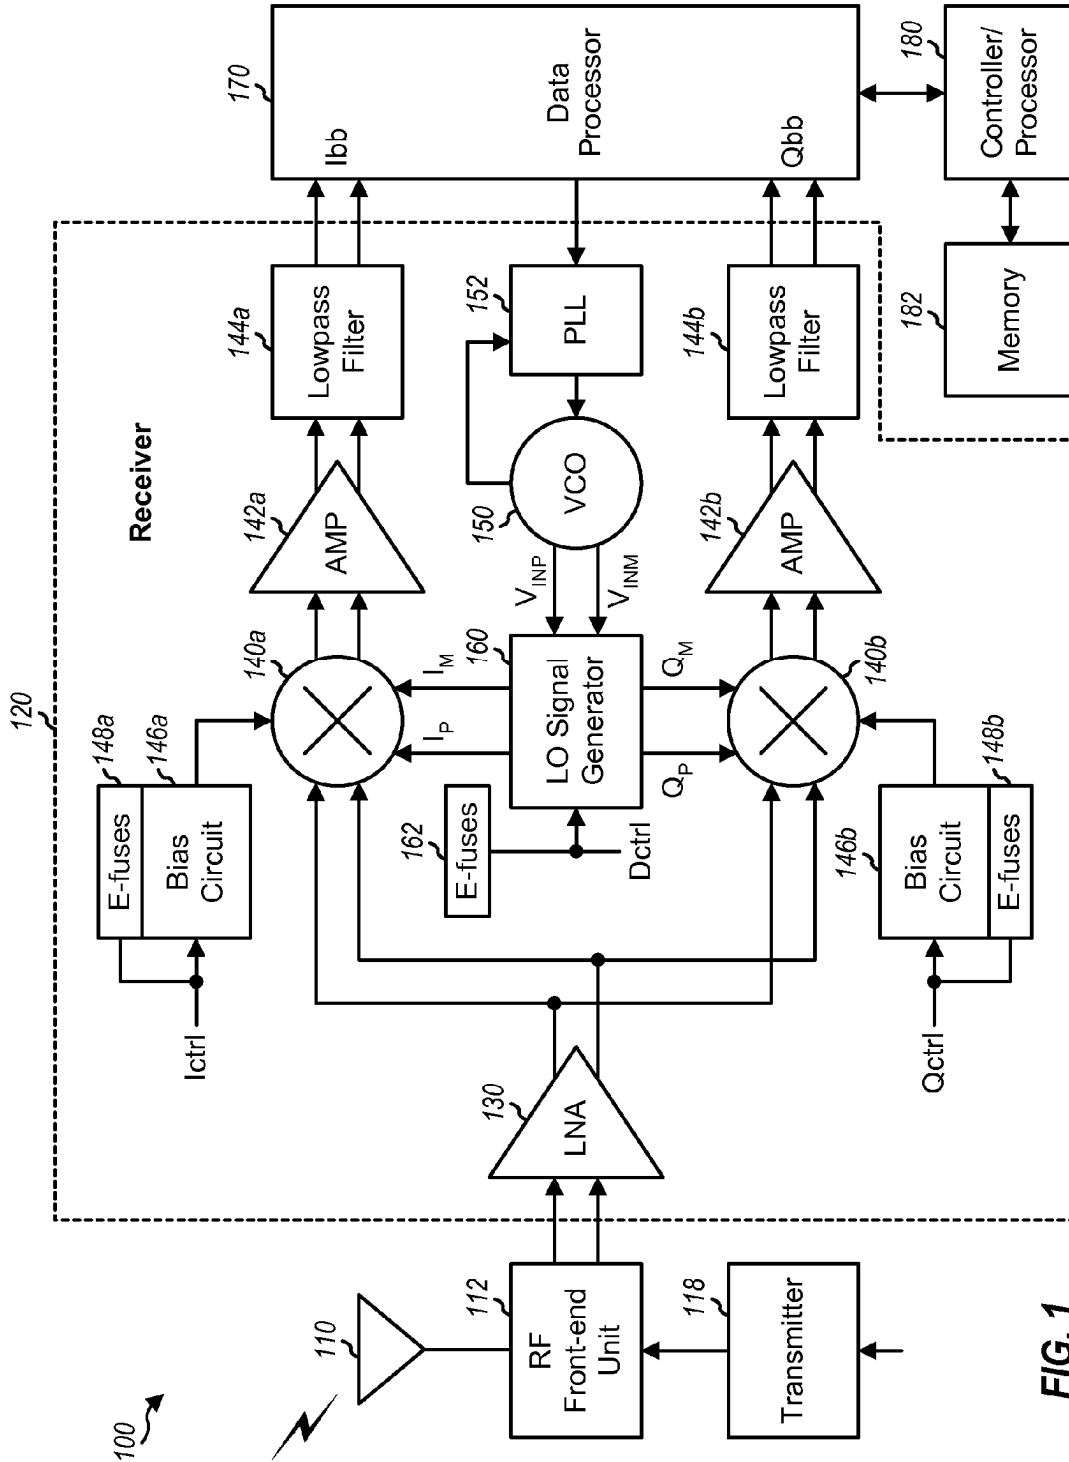 100
110
RF
Front-end
Unit
112
Transmitter
118
120
Receiver
LNA
130
Ictrl
E-fuses
148a
Bias
Circuit
146a
140a
AMP
142a
Lowpass
Filter
144a
E-fuses
162
Dctrl
LO Signal
Generator
160
I_P
I_M
Q_P
Q_M
V_INP
V_INM
VCO
150
PLL
152
Qctrl
Bias
Circuit
146b
E-fuses
148b
140b
AMP
142b
Lowpass
Filter
144b
Ibb
Data
Processor
Qbb
170
Controller/
Processor
180
Memory
182
FIG. 1